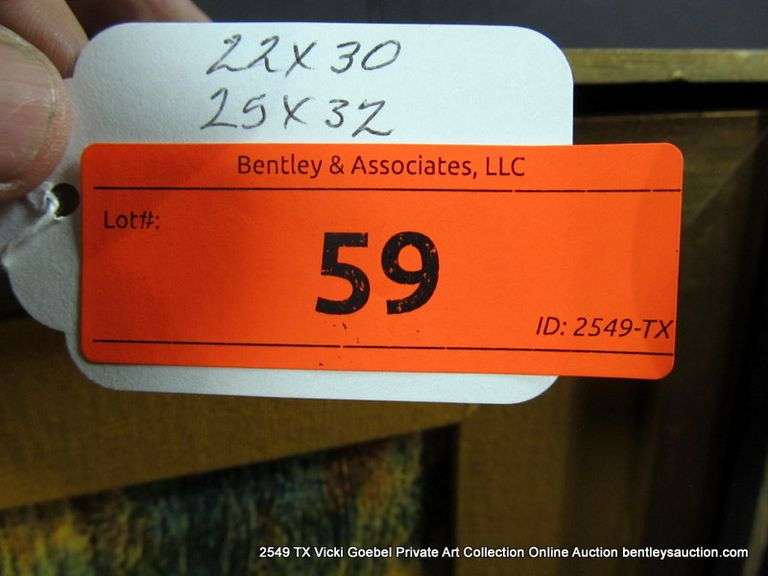 22X30
25X32
Bentley & Associates, LLC
Lot#:
59
ID: 2549-TX
2549 TX Vicki Goebel Private Art Collection Online Auction bentleysauction.com